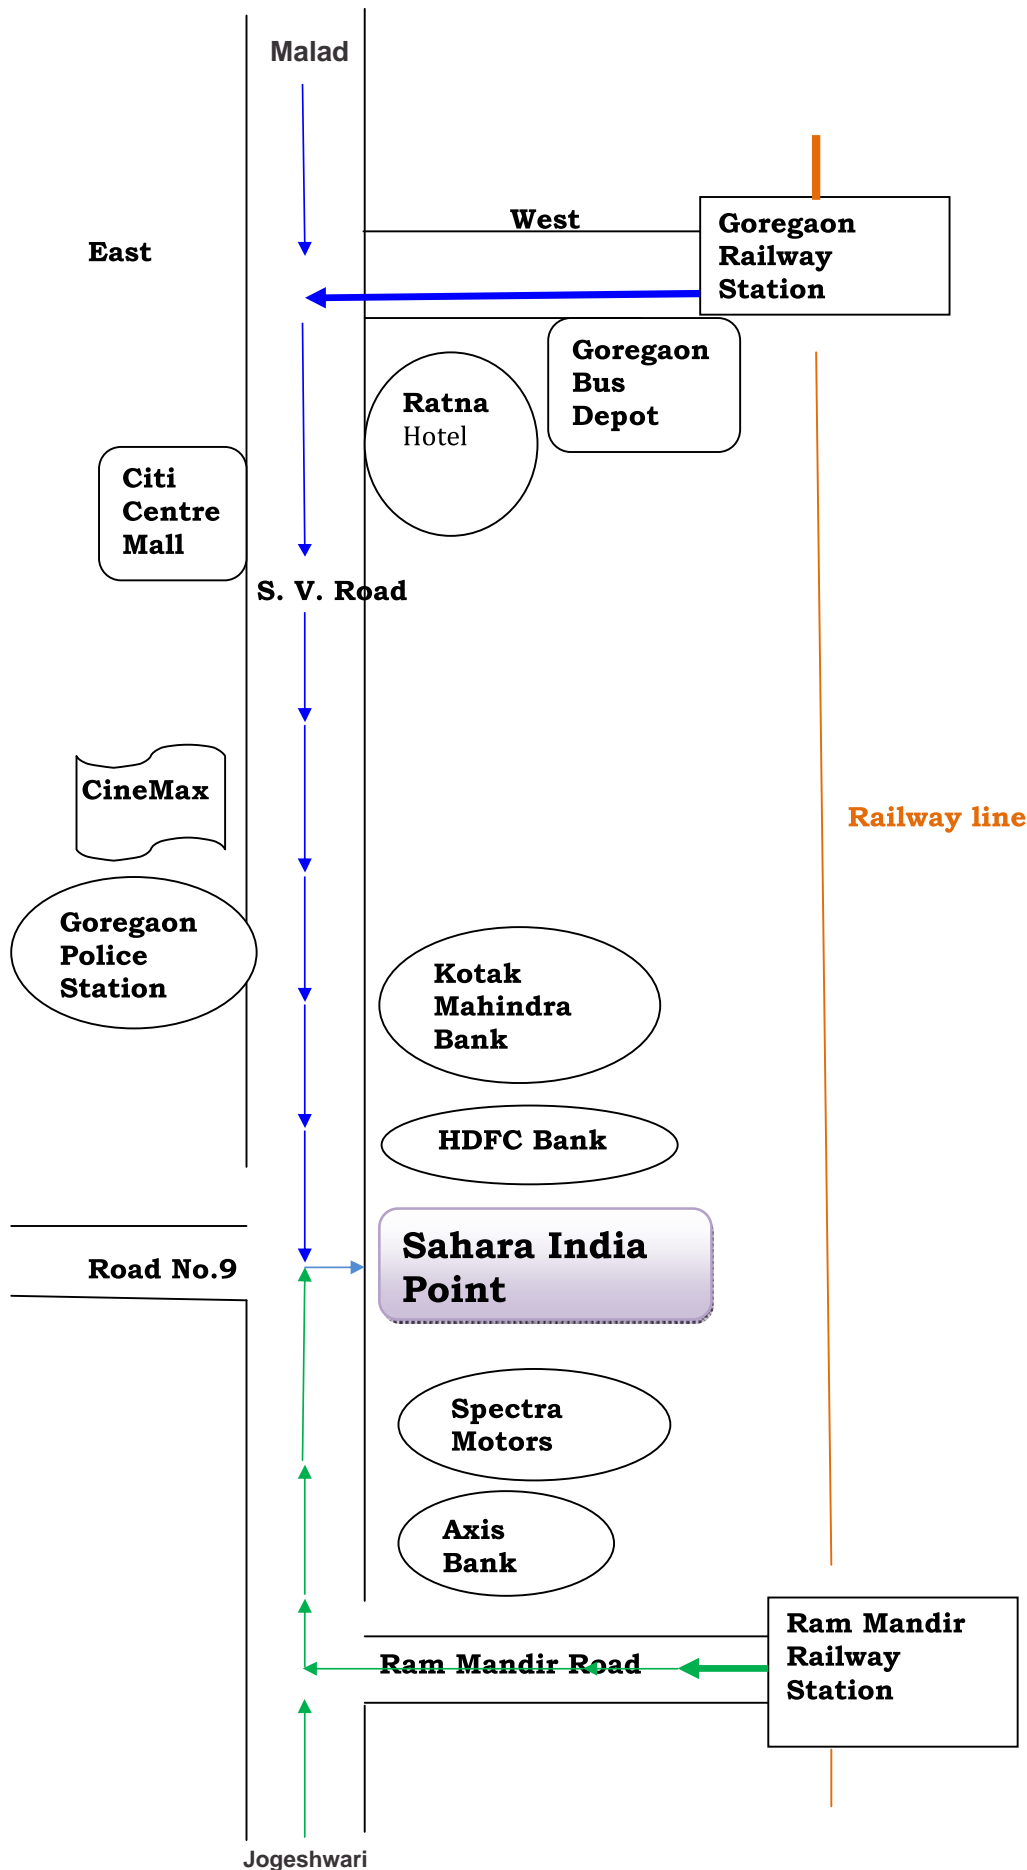 Malad
West
East
Goregaon
Railway
Station
Goregaon
Bus
Depot
Ratna
Hotel
Citi
Centre
Mall
S. V. Road
CineMax
Railway line
Goregaon
Police
Station
Kotak
Mahindra
Bank
HDFC Bank
Sahara India
Point
Road No.9
Spectra
Motors
Axis
Bank
Ram Mandir
Railway
Station
Ram Mandir Road
Jogeshwari